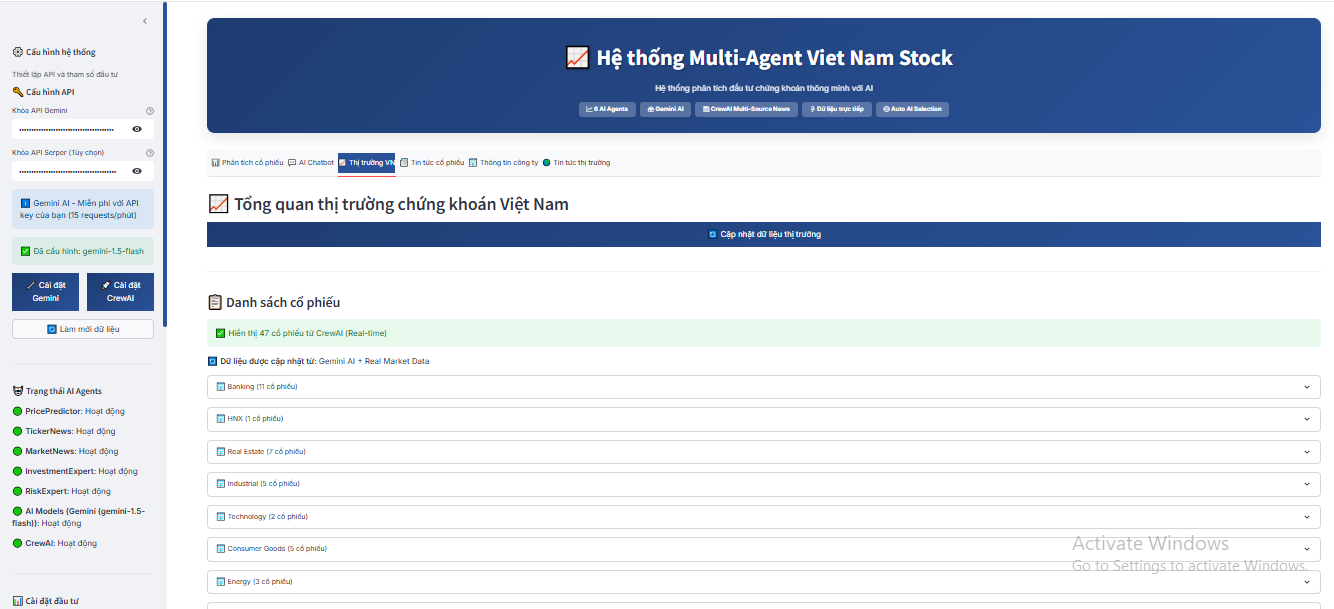 Cấu hình hệ thống
Thiết lập API và tham số đầu tư
Cấu hình API
Khóa API Gemini
Khóa API Serper (Tùy chọn)
Gemini AI - Miễn phí với API
key của bạn (15 requests/phút)
Đã cấu hình: gemini-1.5-flash
Cài đặt
Gemini
Cài đặt
CrewAI
Làm mới dữ liệu
Trạng thái AI Agents
PricePredictor: Hoạt động
TickerNews: Hoạt động
MarketNews: Hoạt động
InvestmentExpert: Hoạt động
RiskExpert: Hoạt động
AI Models (Gemini (gemini-1.5-
flash)): Hoạt động
CrewAI: Hoạt động
Cài đặt đầu tư
Hệ thống Multi-Agent Viet Nam Stock
Hệ thống phân tích đầu tư chứng khoán thông minh với AI
6 AI Agents
Gemini AI
CrewAI Multi-Source News
Dữ liệu trực tiếp
Auto AI Selection
Phân tích cổ phiếu
AI Chatbot
Thị trường VN
Tin tức cổ phiếu
Thông tin công ty
Tin tức thị trường
Tổng quan thị trường chứng khoán Việt Nam
Cập nhật dữ liệu thị trường
Danh sách cổ phiếu
Hiển thị 47 cổ phiếu từ CrewAI (Real-time)
Dữ liệu được cập nhật từ: Gemini AI + Real Market Data
Banking (11 cổ phiếu)
HNX (1 cổ phiếu)
Real Estate (7 cổ phiếu)
Industrial (5 cổ phiếu)
Technology (2 cổ phiếu)
Consumer Goods (5 cổ phiếu)
Energy (3 cổ phiếu)
Activate Windows
Go to Settings to activate Windows.